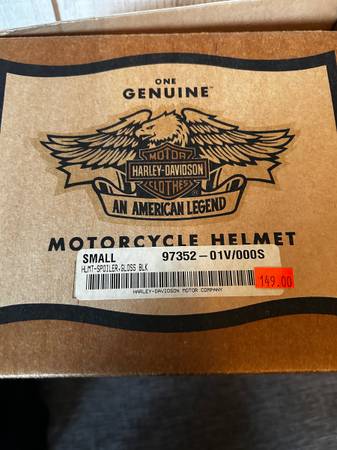 ONE
GENUINE™
MOTOR
HARLEY-DAVIDSON
CLOTHES
AN AMERICAN LEGEND
MOTORCYCLE HELMET
SMALL 97352-01V/000S
HLMT-SPOILER,GLOSS BLK
149.00
HARLEY-DAVIDSON MOTOR COMPANY